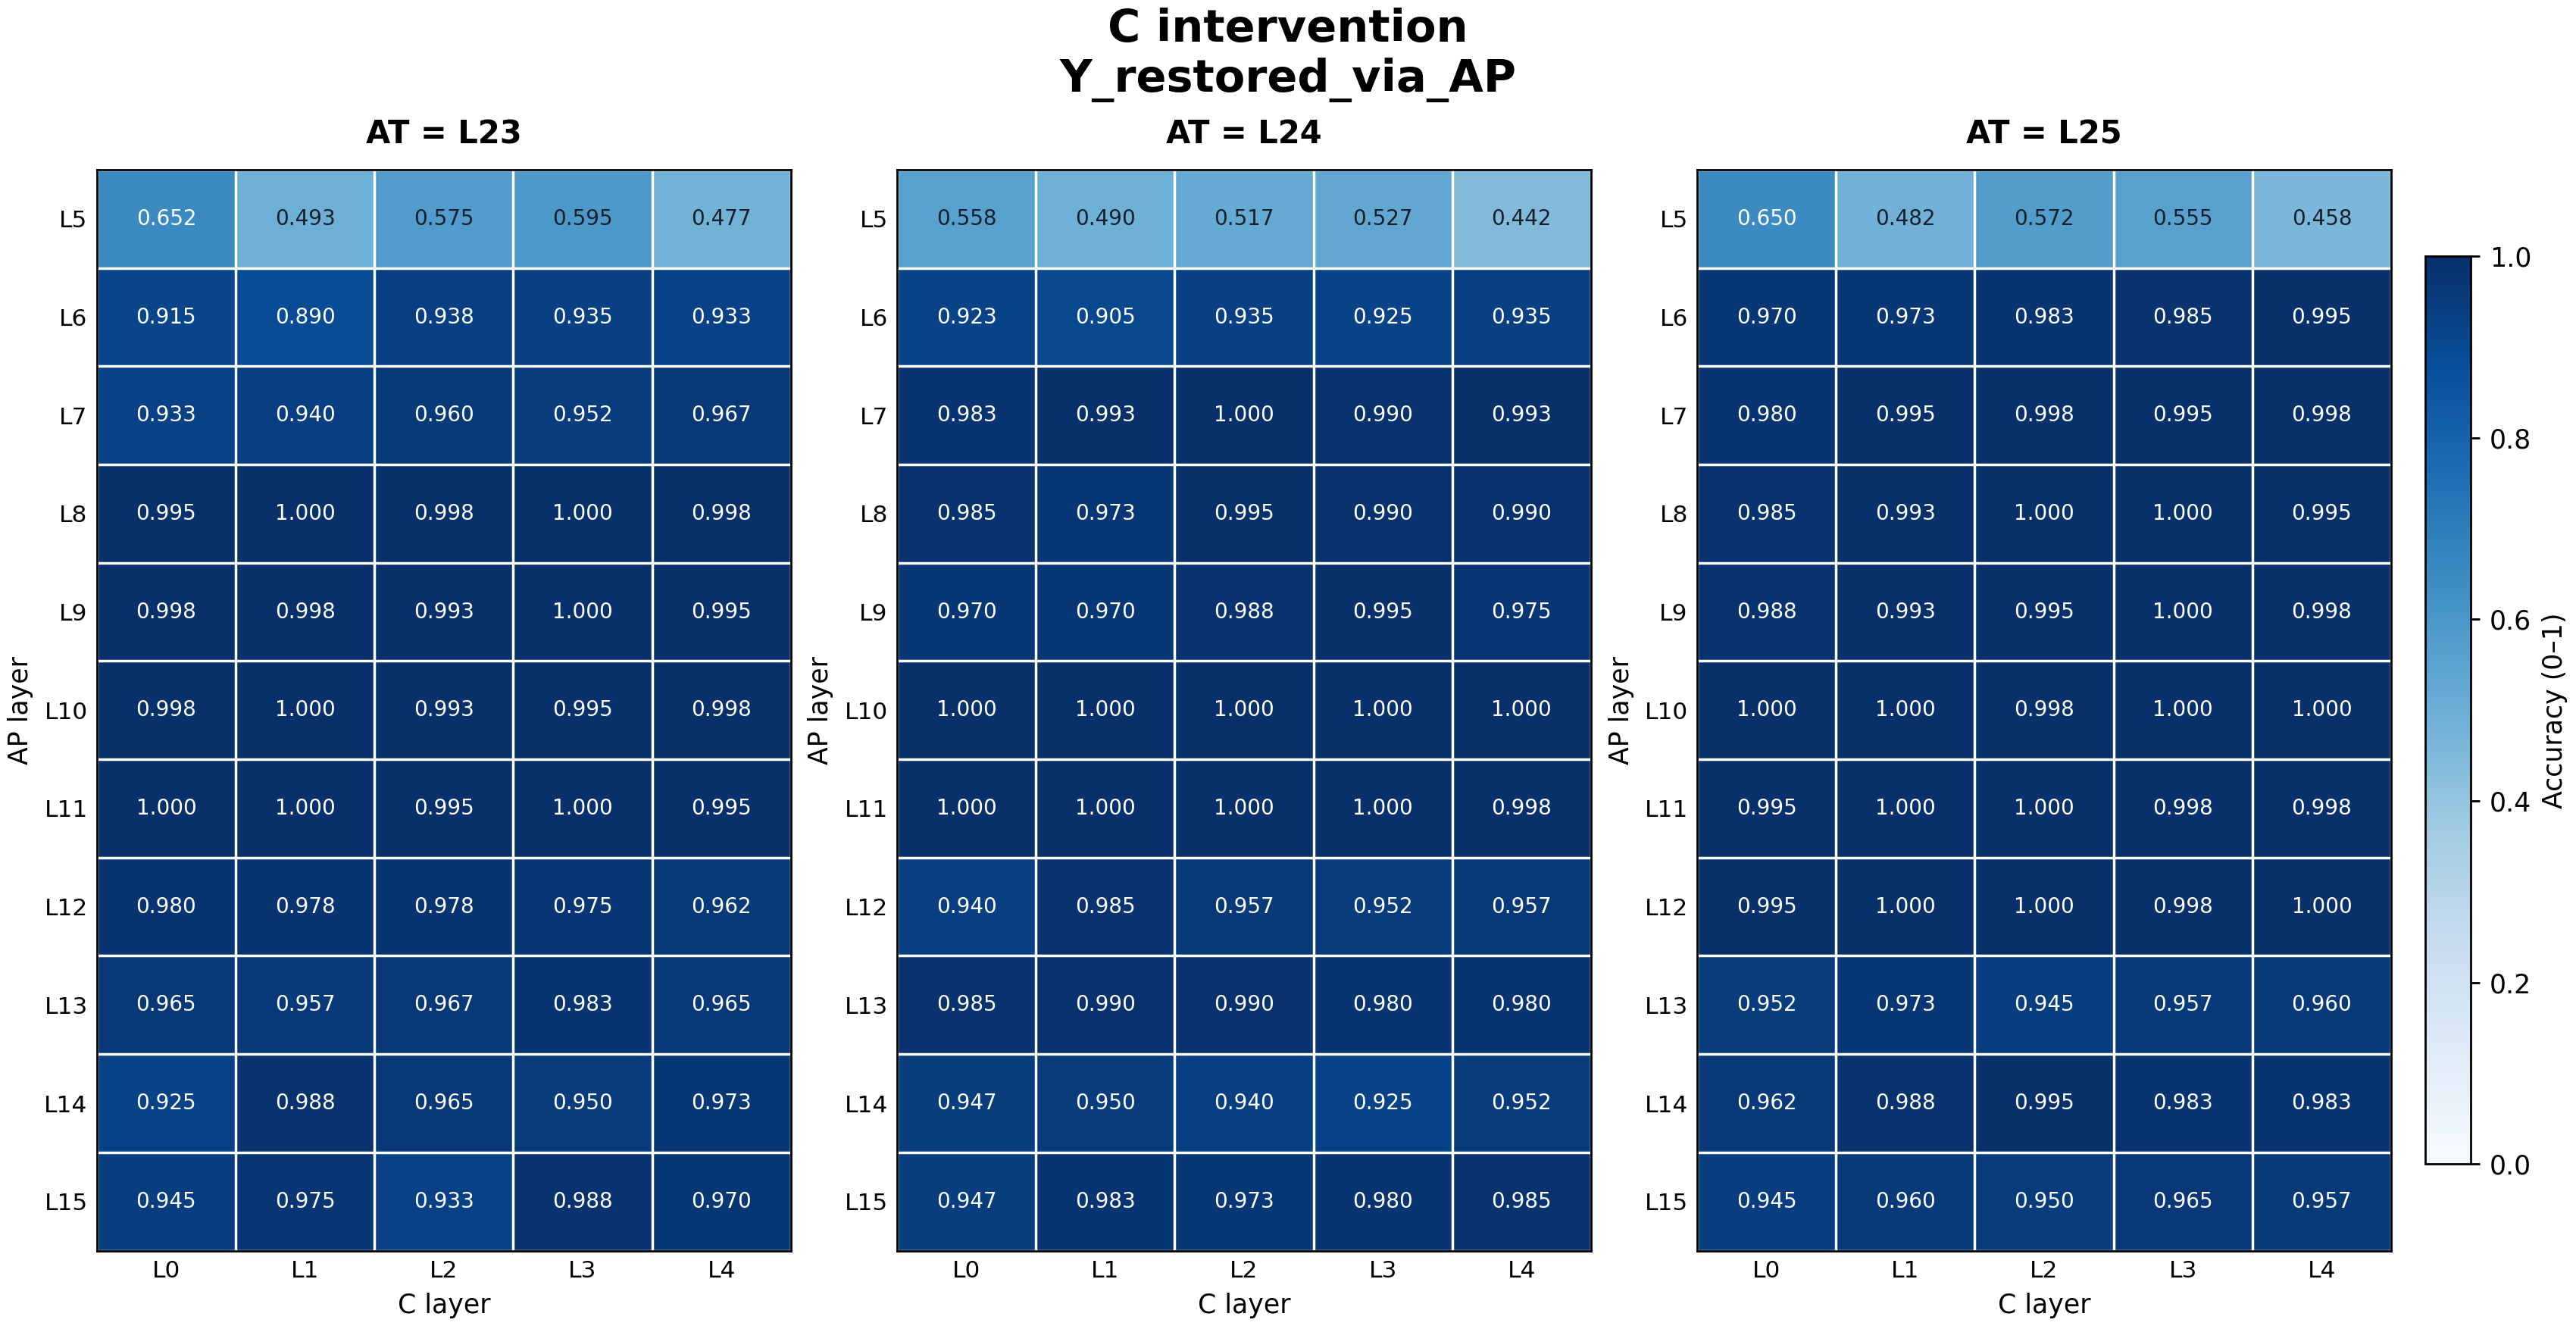 C intervention
Y_restored_via_AP
AT = L23
AP layer
L5 0.652 0.493 0.575 0.595 0.477
L6 0.915 0.890 0.938 0.935 0.933
L7 0.933 0.940 0.960 0.952 0.967
L8 0.995 1.000 0.998 1.000 0.998
L9 0.998 0.998 0.993 1.000 0.995
L10 0.998 1.000 0.993 0.995 0.998
L11 1.000 1.000 0.995 1.000 0.995
L12 0.980 0.978 0.978 0.975 0.962
L13 0.965 0.957 0.967 0.983 0.965
L14 0.925 0.988 0.965 0.950 0.973
L15 0.945 0.975 0.933 0.988 0.970
L0 L1 L2 L3 L4
C layer
AT = L24
AP layer
L5 0.558 0.490 0.517 0.527 0.442
L6 0.923 0.905 0.935 0.925 0.935
L7 0.983 0.993 1.000 0.990 0.993
L8 0.985 0.973 0.995 0.990 0.990
L9 0.970 0.970 0.988 0.995 0.975
L10 1.000 1.000 1.000 1.000 1.000
L11 1.000 1.000 1.000 1.000 0.998
L12 0.940 0.985 0.957 0.952 0.957
L13 0.985 0.990 0.990 0.980 0.980
L14 0.947 0.950 0.940 0.925 0.952
L15 0.947 0.983 0.973 0.980 0.985
L0 L1 L2 L3 L4
C layer
AT = L25
AP layer
L5 0.650 0.482 0.572 0.555 0.458
L6 0.970 0.973 0.983 0.985 0.995
L7 0.980 0.995 0.998 0.995 0.998
L8 0.985 0.993 1.000 1.000 0.995
L9 0.988 0.993 0.995 1.000 0.998
L10 1.000 1.000 0.998 1.000 1.000
L11 0.995 1.000 1.000 0.998 0.998
L12 0.995 1.000 1.000 0.998 1.000
L13 0.952 0.973 0.945 0.957 0.960
L14 0.962 0.988 0.995 0.983 0.983
L15 0.945 0.960 0.950 0.965 0.957
L0 L1 L2 L3 L4
C layer
1.0
0.8
0.6
0.4
0.2
0.0
Accuracy (0–1)